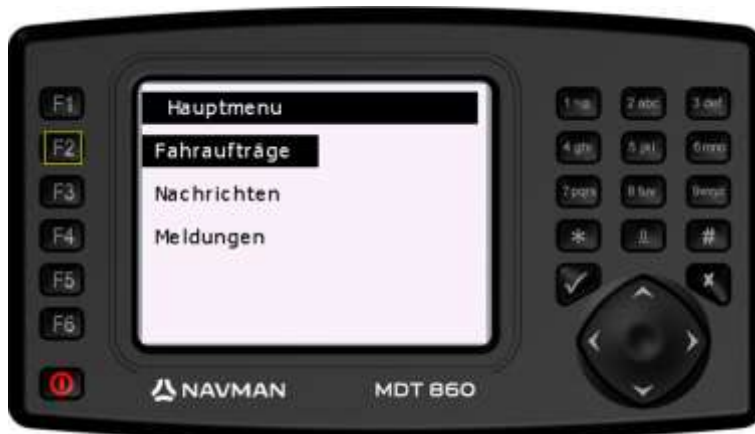 F1
F2
F3
F4
F5
F6
Hauptmenu
Fahraufträge
Nachrichten
Meldungen
NAVMAN
MDT 860
2 abc
3 def
4 ghi
5 jkl
6 mno
7 pqrs
8 tuv
9 wxyz
*
#